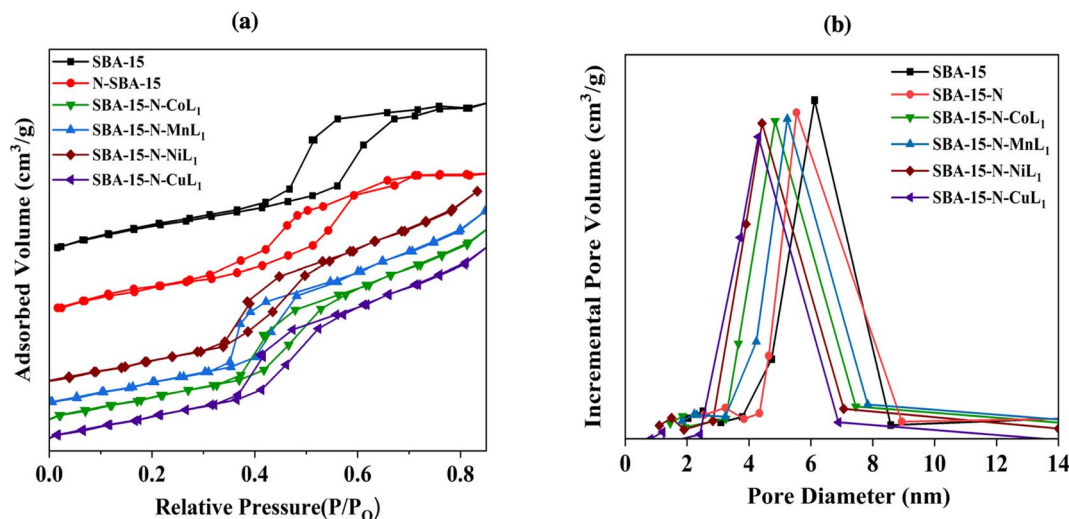 (a)
SBA-15
N-SBA-15
SBA-15-N-CoL₁
SBA-15-N-MnL₁
SBA-15-N-NiL₁
SBA-15-N-CuL₁
Adsorbed Volume (cm³/g)
0.0 0.2 0.4 0.6 0.8
Relative Pressure(P/P_O)
(b)
SBA-15
SBA-15-N
SBA-15-N-CoL₁
SBA-15-N-MnL₁
SBA-15-N-NiL₁
SBA-15-N-CuL₁
Incremental Pore Volume (cm³/g)
0 2 4 6 8 10 12 14
Pore Diameter (nm)